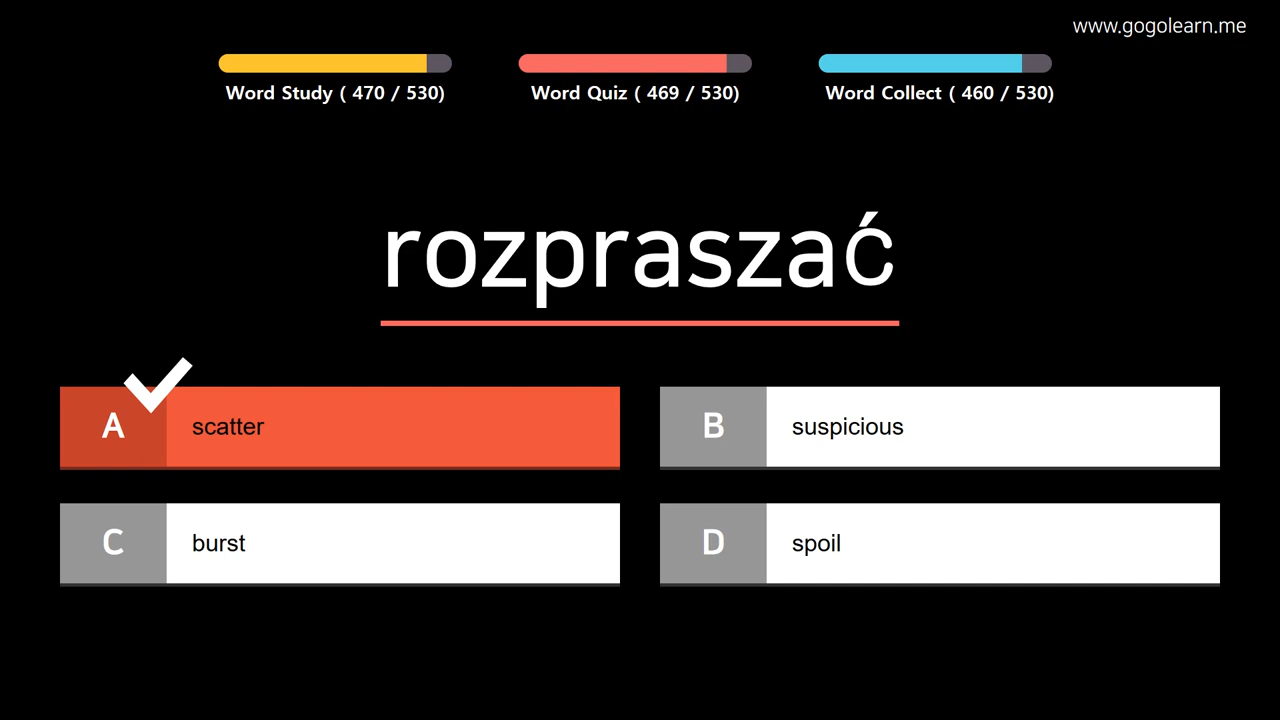 www.gogolearn.me
Word Study ( 470 / 530)
Word Quiz ( 469 / 530)
Word Collect ( 460 / 530)
rozpraszać
A scatter
B suspicious
C burst
D spoil